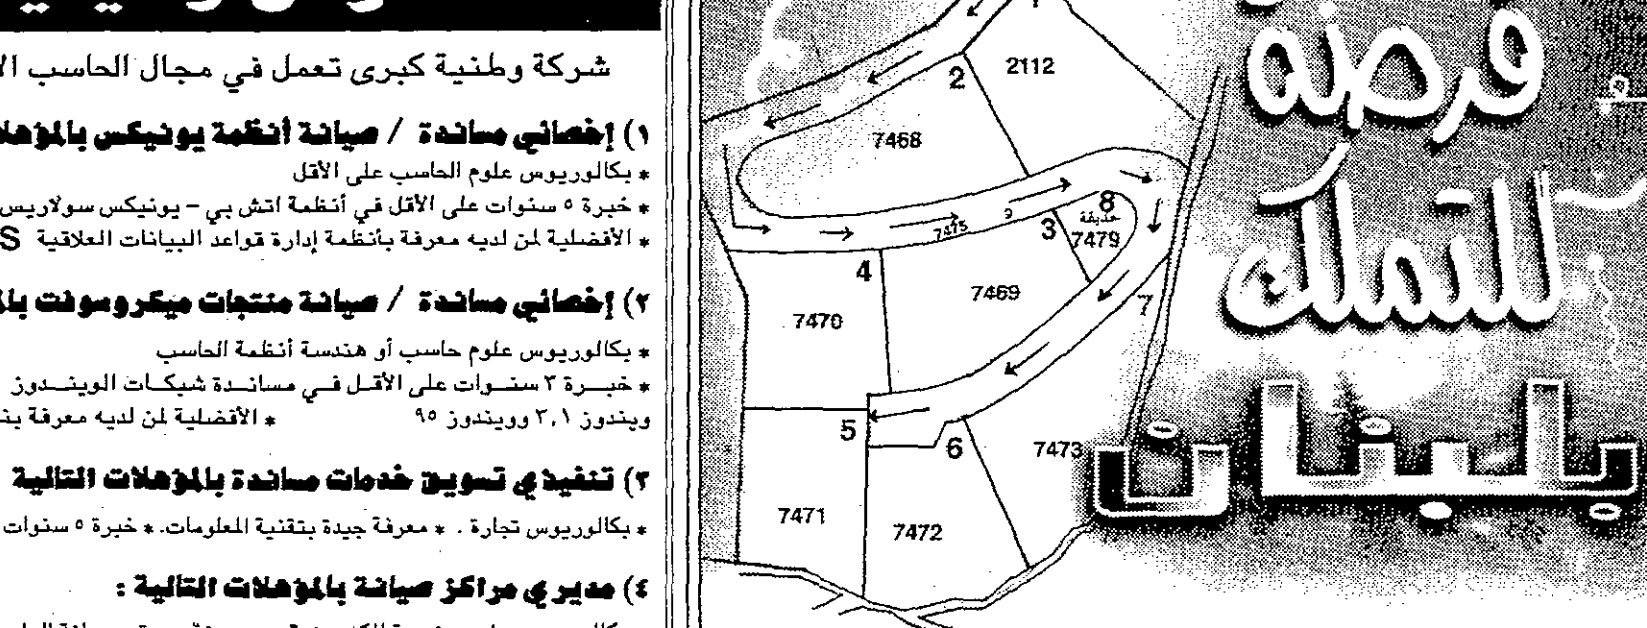 شركة وطنية كبرى تعمل في مجال الحاسب
١) إخصائي مساندة / صيانة أنظمة يونيكس
* بكالوريوس علوم الحاسب على الأقل
* خبرة ٥ سنوات على الأقل في أنظمة اتش بي - يونيكس سولاريس
* الأفضلية لمن لديه معرفة بأنظمة إدارة قواعد البيانات العلاقية S
٢) إخصائي مساندة / صيانة منتجات ميكروسوفت
* بكالوريوس علوم حاسب أو هندسة أنظمة الحاسب
* خبرة ٣ سنوات على الأقل في مساندة شبكات الويندوز
ويندوز ٣,١ وويندوز ٩٥ * الأفضلية لمن لديه معرفة
٣) تنفيذي تسويق خدمات مساندة بالمؤهلات التالية
* بكالوريوس تجارة . * معرفة جيدة بتقنية المعلومات. * خبرة ٥ سنوات
٤) مديري مراكز صيانة بالمؤهلات التالية :
فرصة
للتملك
بلبنان
2112
2
7468
8
حديقة
7479
3
7475
4
7469
7
7470
5
6
7473
7471
7472